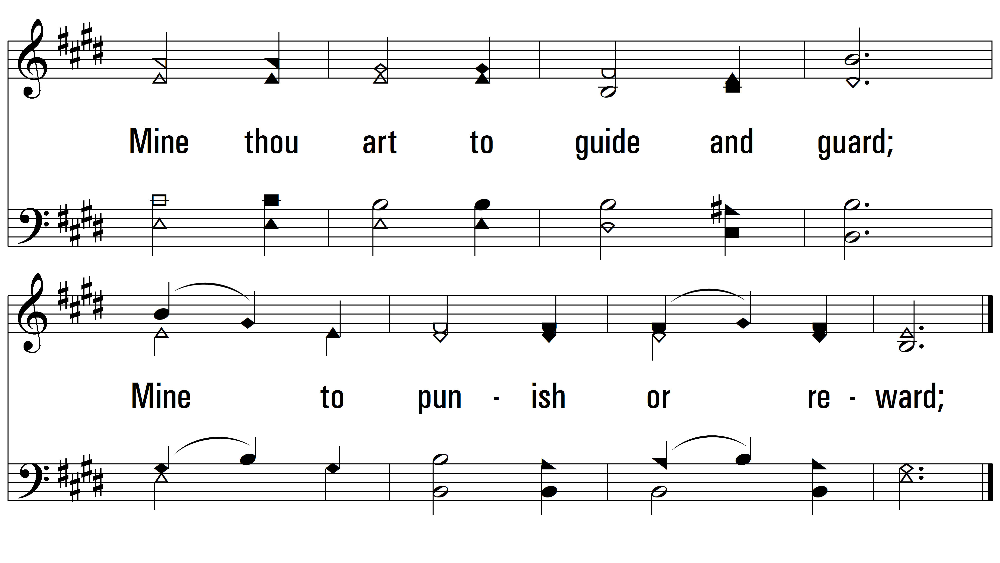 Mine thou art to guide and guard;
Mine to pun - ish or re - ward;